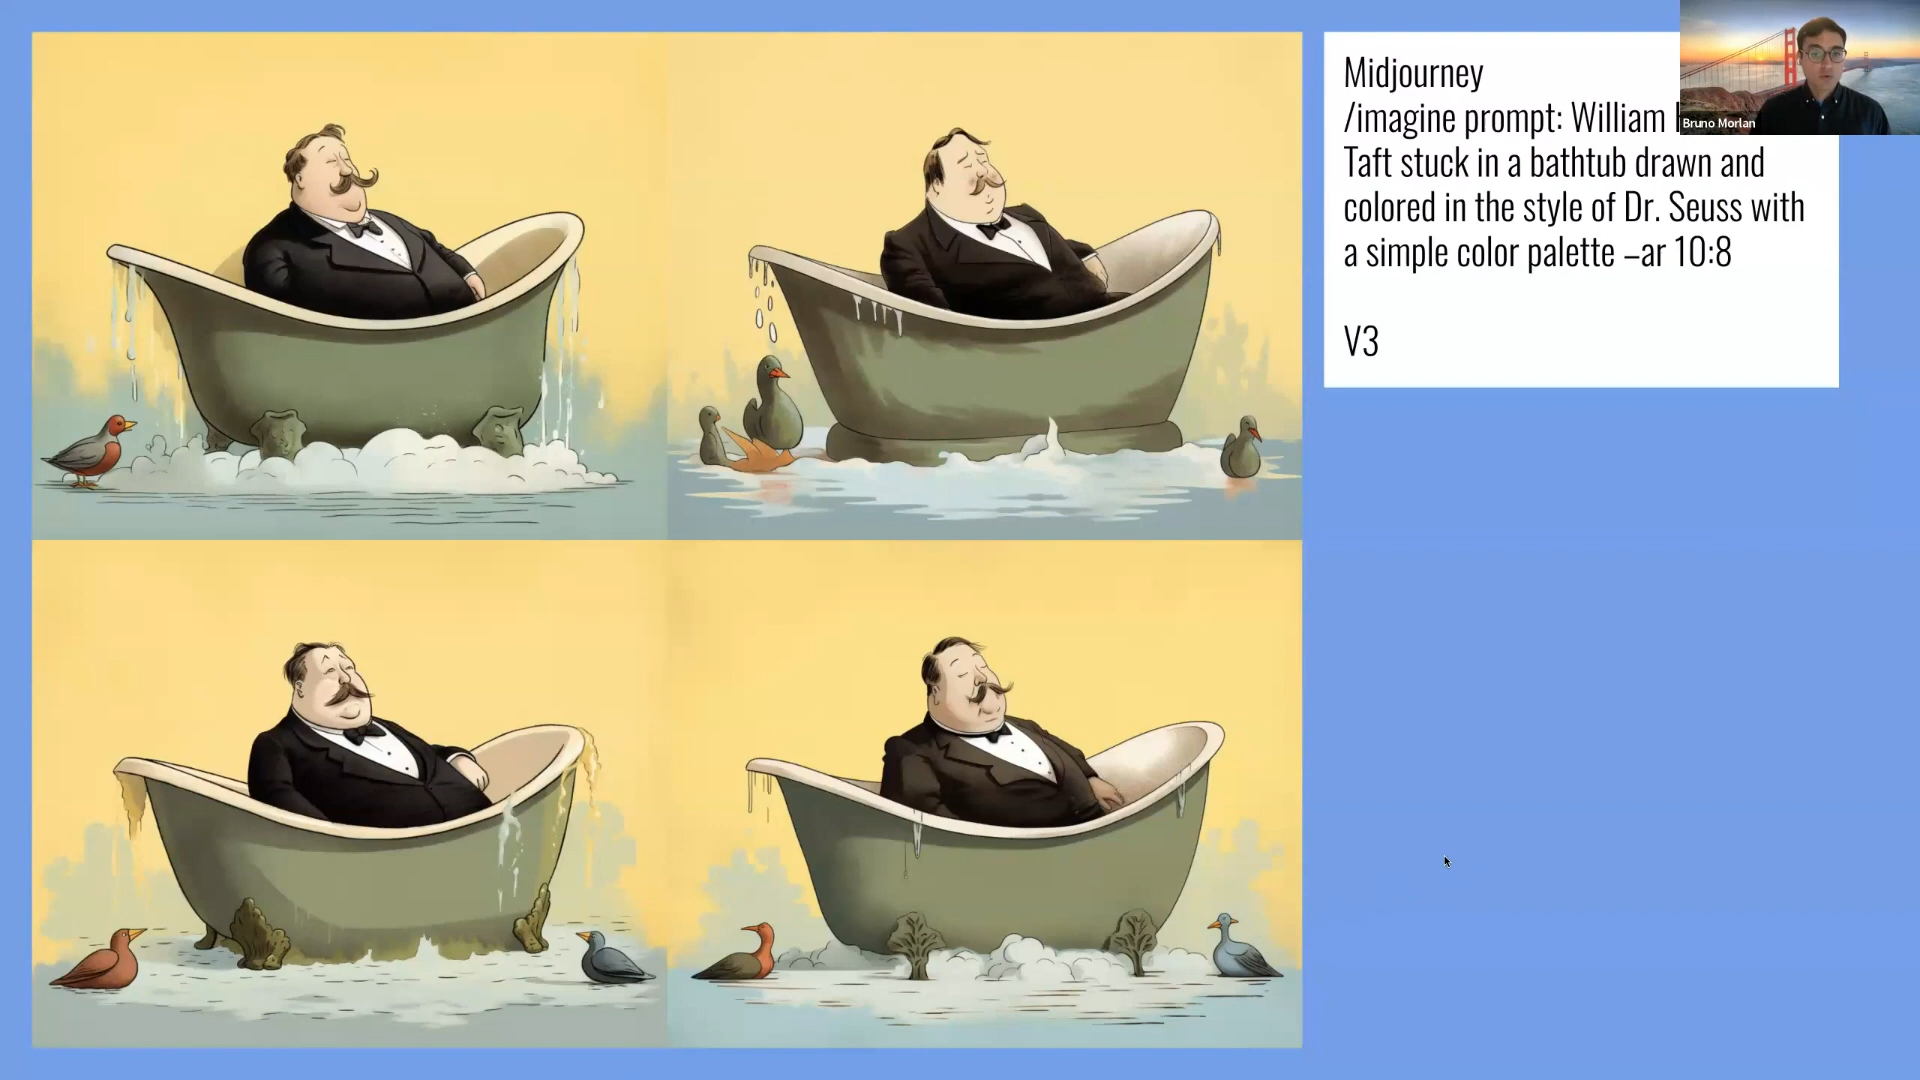 Midjourney
/imagine prompt: William
Taft stuck in a bathtub drawn and
colored in the style of Dr. Seuss with
a simple color palette –ar 10:8
V3
Bruno Morlan